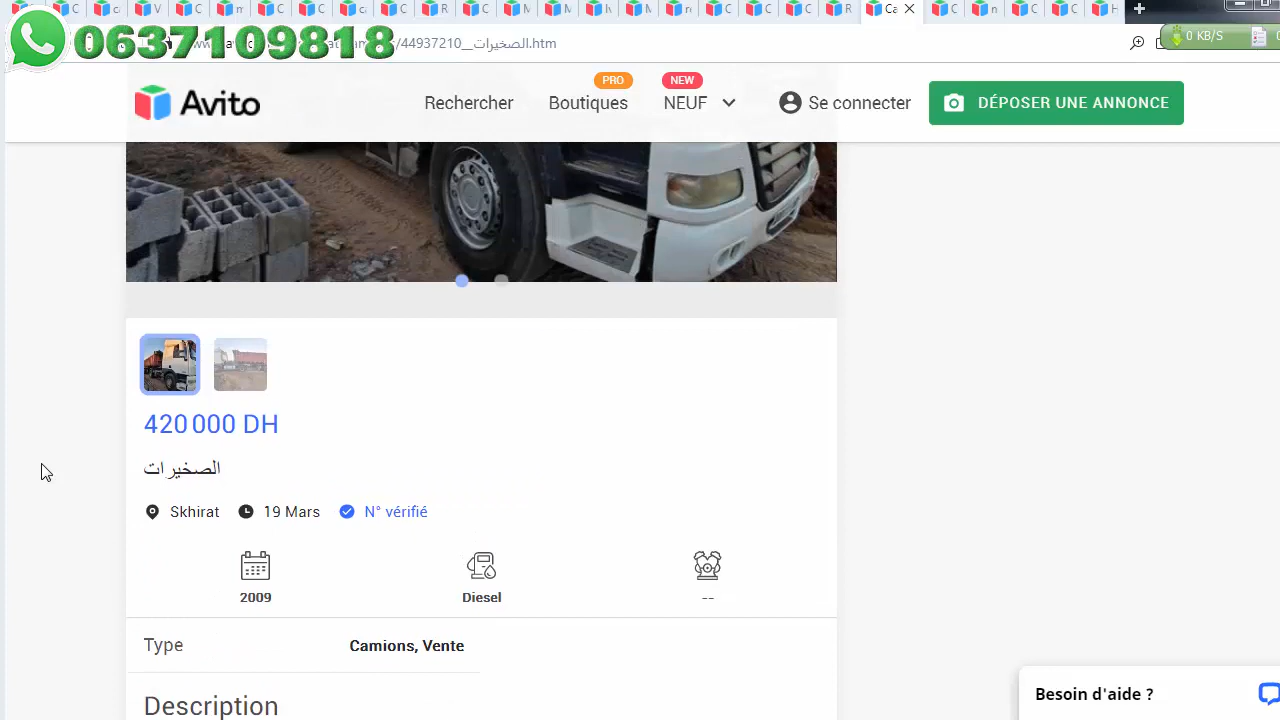 0637109818
44937210__الصخيرات.htm
0 KB/S
Avito
Rechercher
PRO
Boutiques
NEW
NEUF
Se connecter
DÉPOSER UNE ANNONCE
420 000 DH
الصخيرات
Skhirat
19 Mars
N° vérifié
2009
Diesel
--
Type
Camions, Vente
Description
Besoin d'aide ?